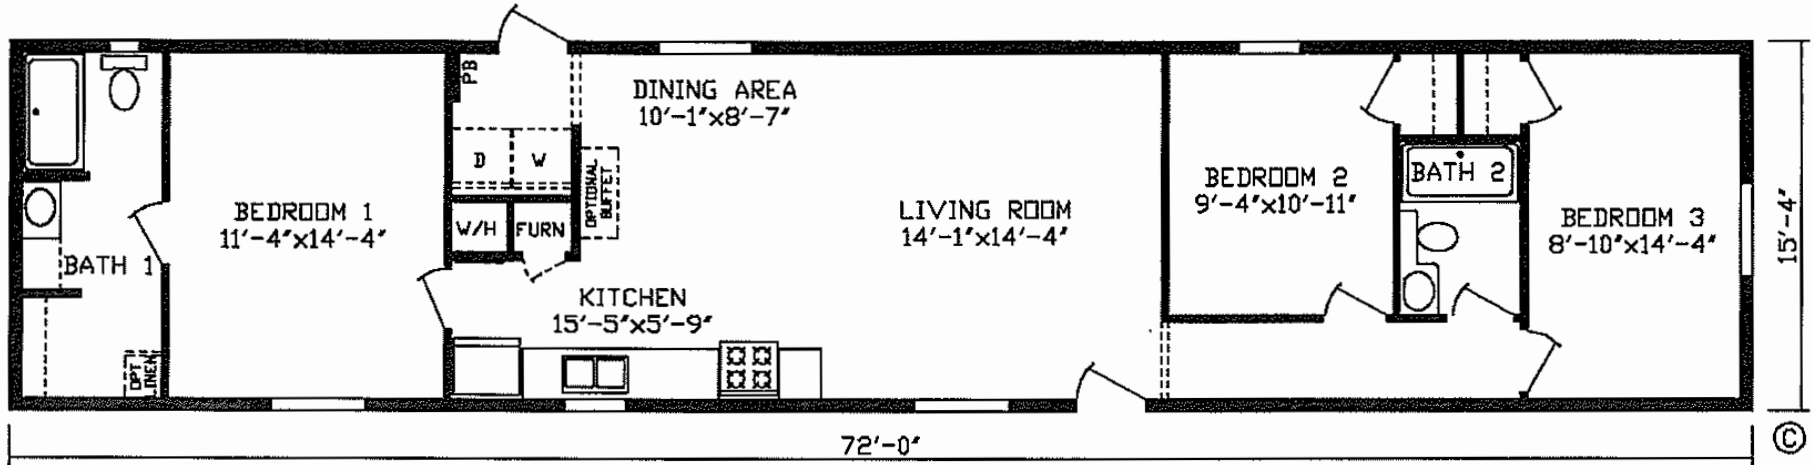 PB
DINING AREA
10'-1"x8'-7"
D W
OPTIONAL
BUFFET
BEDROOM 1
11'-4"x14'-4"
W/H FURN
LIVING ROOM
14'-1"x14'-4"
BEDROOM 2
9'-4"x10'-11"
BATH 2
BEDROOM 3
8'-10"x14'-4"
15'-4"
BATH 1
KITCHEN
15'-5"x5'-9"
OPT
LINEN
72'-0"
©